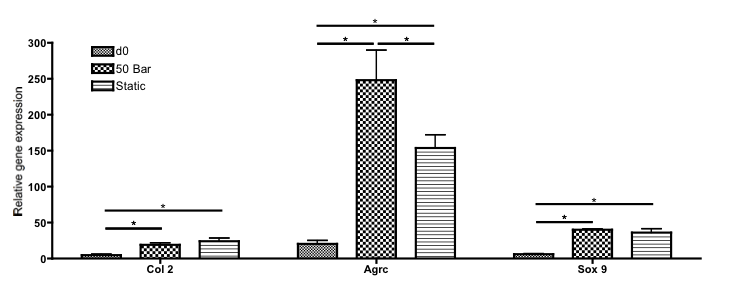 *
* *
300
250
200
150
100
50
0
Relative gene expression
d0
50 Bar
Static
*
*
*
*
Col 2 Agrc Sox 9